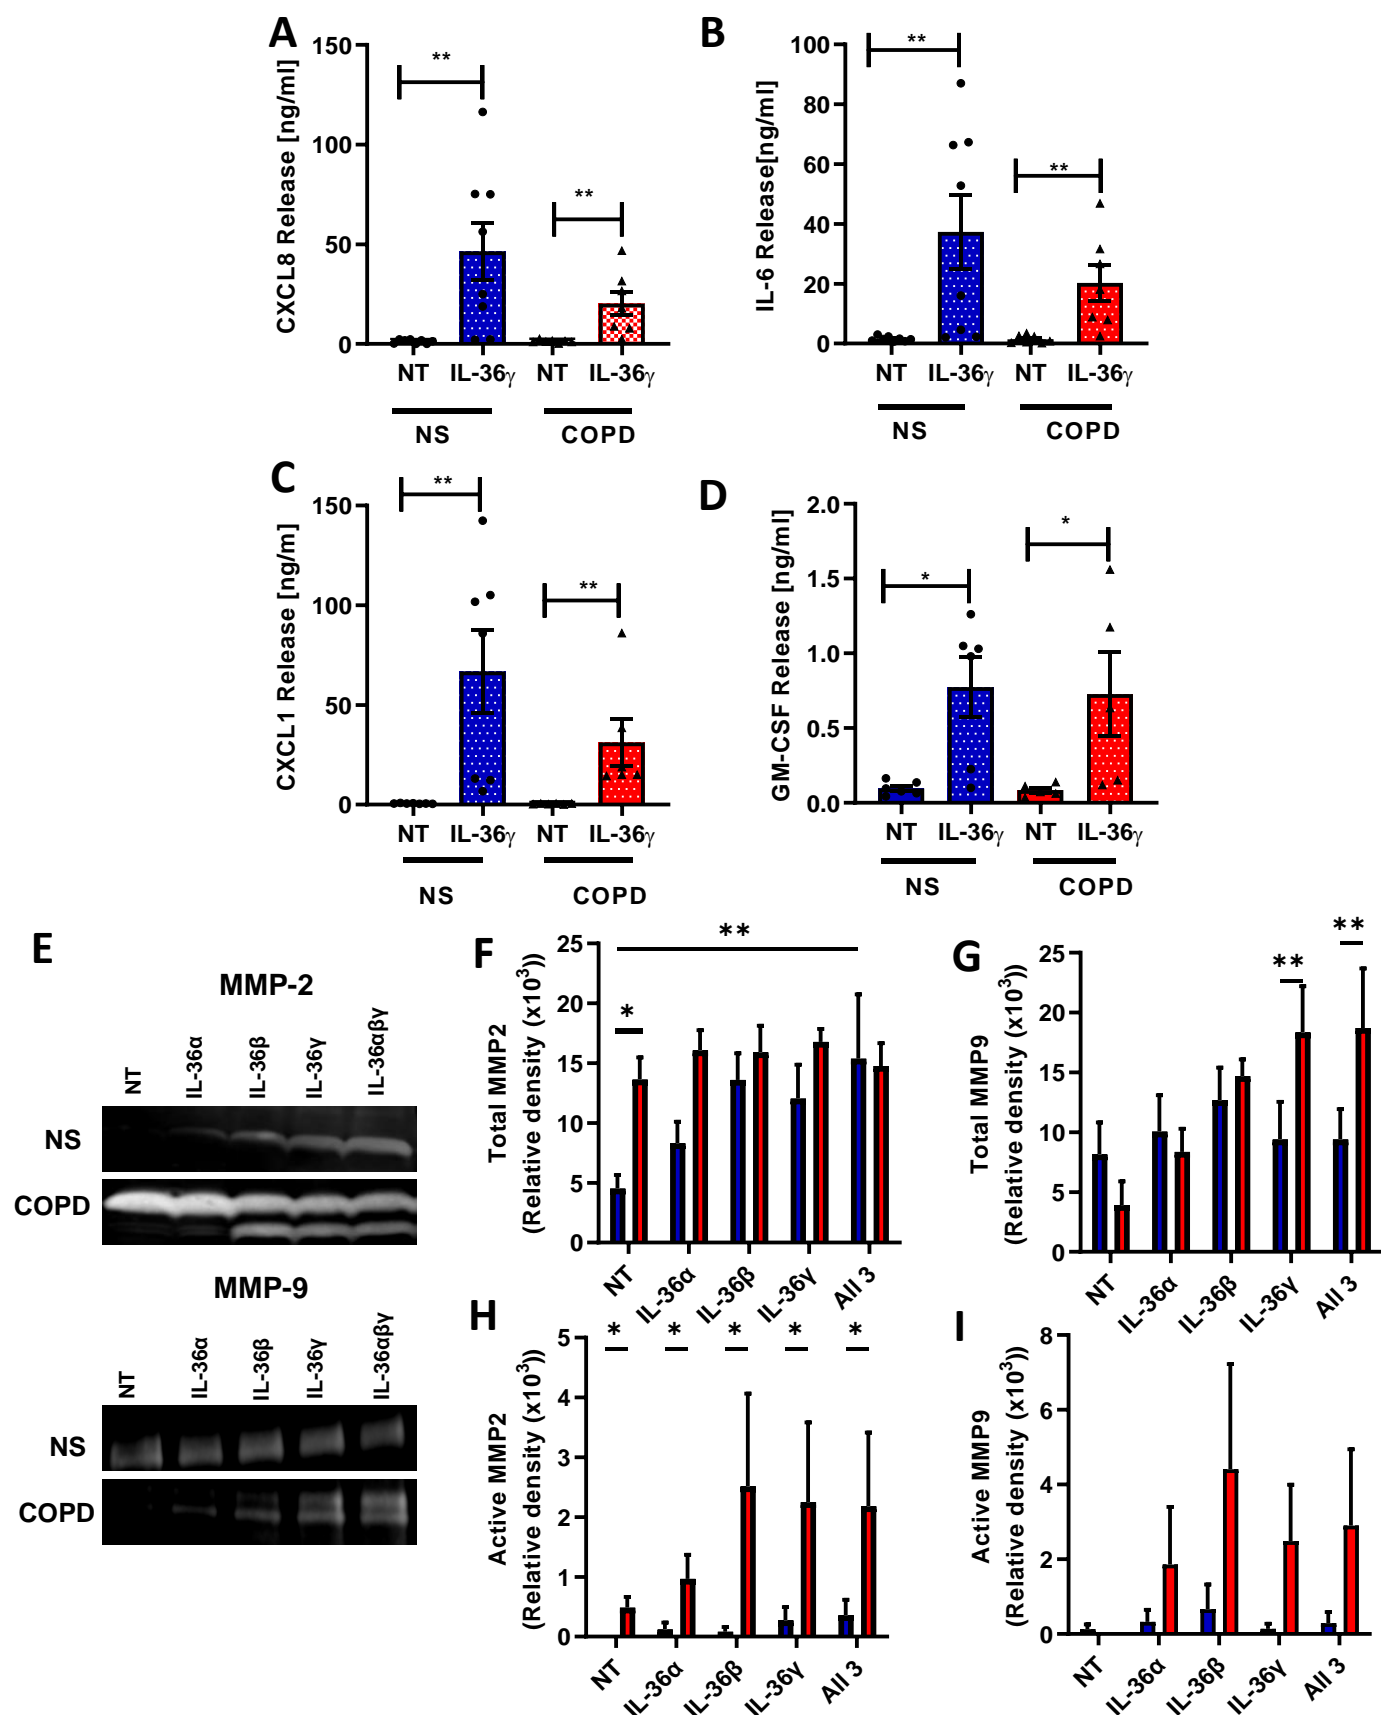 A
CXCL8 Release [ng/ml]
150
100
50
0
**
**
NT IL-36γ NT IL-36γ
NS COPD
B
IL-6 Release[ng/ml]
100
80
60
40
20
0
**
**
NT IL-36γ NT IL-36γ
NS COPD
C
CXCL1 Release [ng/m]
150
100
50
0
**
**
NT IL-36γ NT IL-36γ
NS COPD
D
GM-CSF Release [ng/ml]
2.0
1.5
1.0
0.5
0.0
*
*
NT IL-36γ NT IL-36γ
NS COPD
E
MMP-2
NT IL-36α IL-36β IL-36γ IL-36αβγ
NS
COPD
MMP-9
NT IL-36α IL-36β IL-36γ IL-36αβγ
NS
COPD
F
Total MMP2
(Relative density (x10³))
25
20
15
10
5
0
**
*
NT IL-36α IL-36β IL-36γ All 3
G
Total MMP9
(Relative density (x10³))
25
20
15
10
5
0
**
**
NT IL-36α IL-36β IL-36γ All 3
H
Active MMP2
(Relative density (x10³))
5
4
3
2
1
0
* * * * *
NT IL-36α IL-36β IL-36γ All 3
I
Active MMP9
(Relative density (x10³))
8
6
4
2
0
NT IL-36α IL-36β IL-36γ All 3